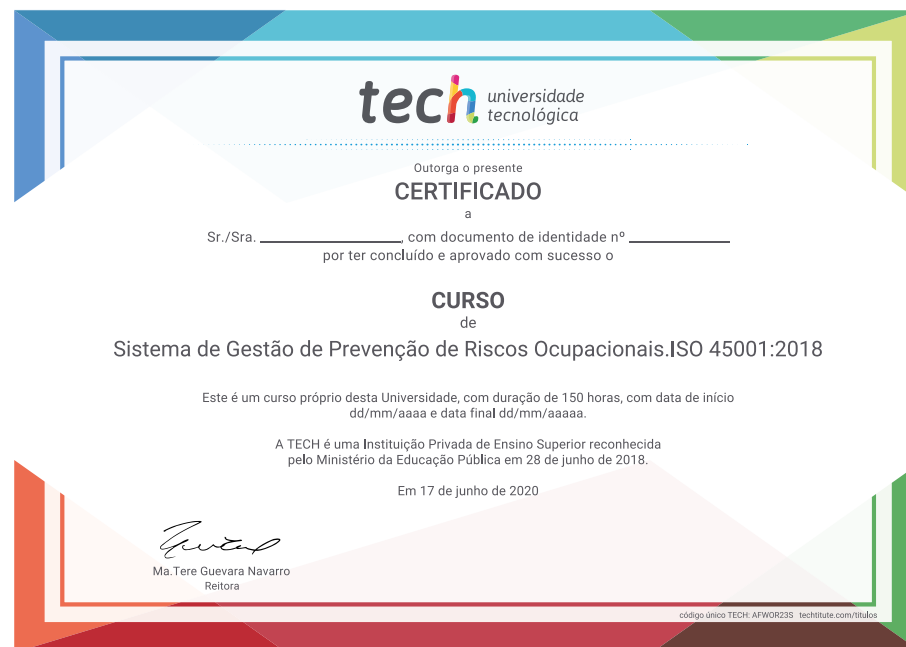 tech universidade
tecnológica
Outorga o presente
CERTIFICADO
a
Sr./Sra. ____________, com documento de identidade nº ____________
por ter concluído e aprovado com sucesso o
CURSO
de
Sistema de Gestão de Prevenção de Riscos Ocupacionais.ISO 45001:2018
Este é um curso próprio desta Universidade, com duração de 150 horas, com data de início
dd/mm/aaaa e data final dd/mm/aaaaa.
A TECH é uma Instituição Privada de Ensino Superior reconhecida
pelo Ministério da Educação Pública em 28 de junho de 2018.
Em 17 de junho de 2020
Ma.Tere Guevara Navarro
Reitora
código único TECH: AFWOR23S techtitute.com/titulos